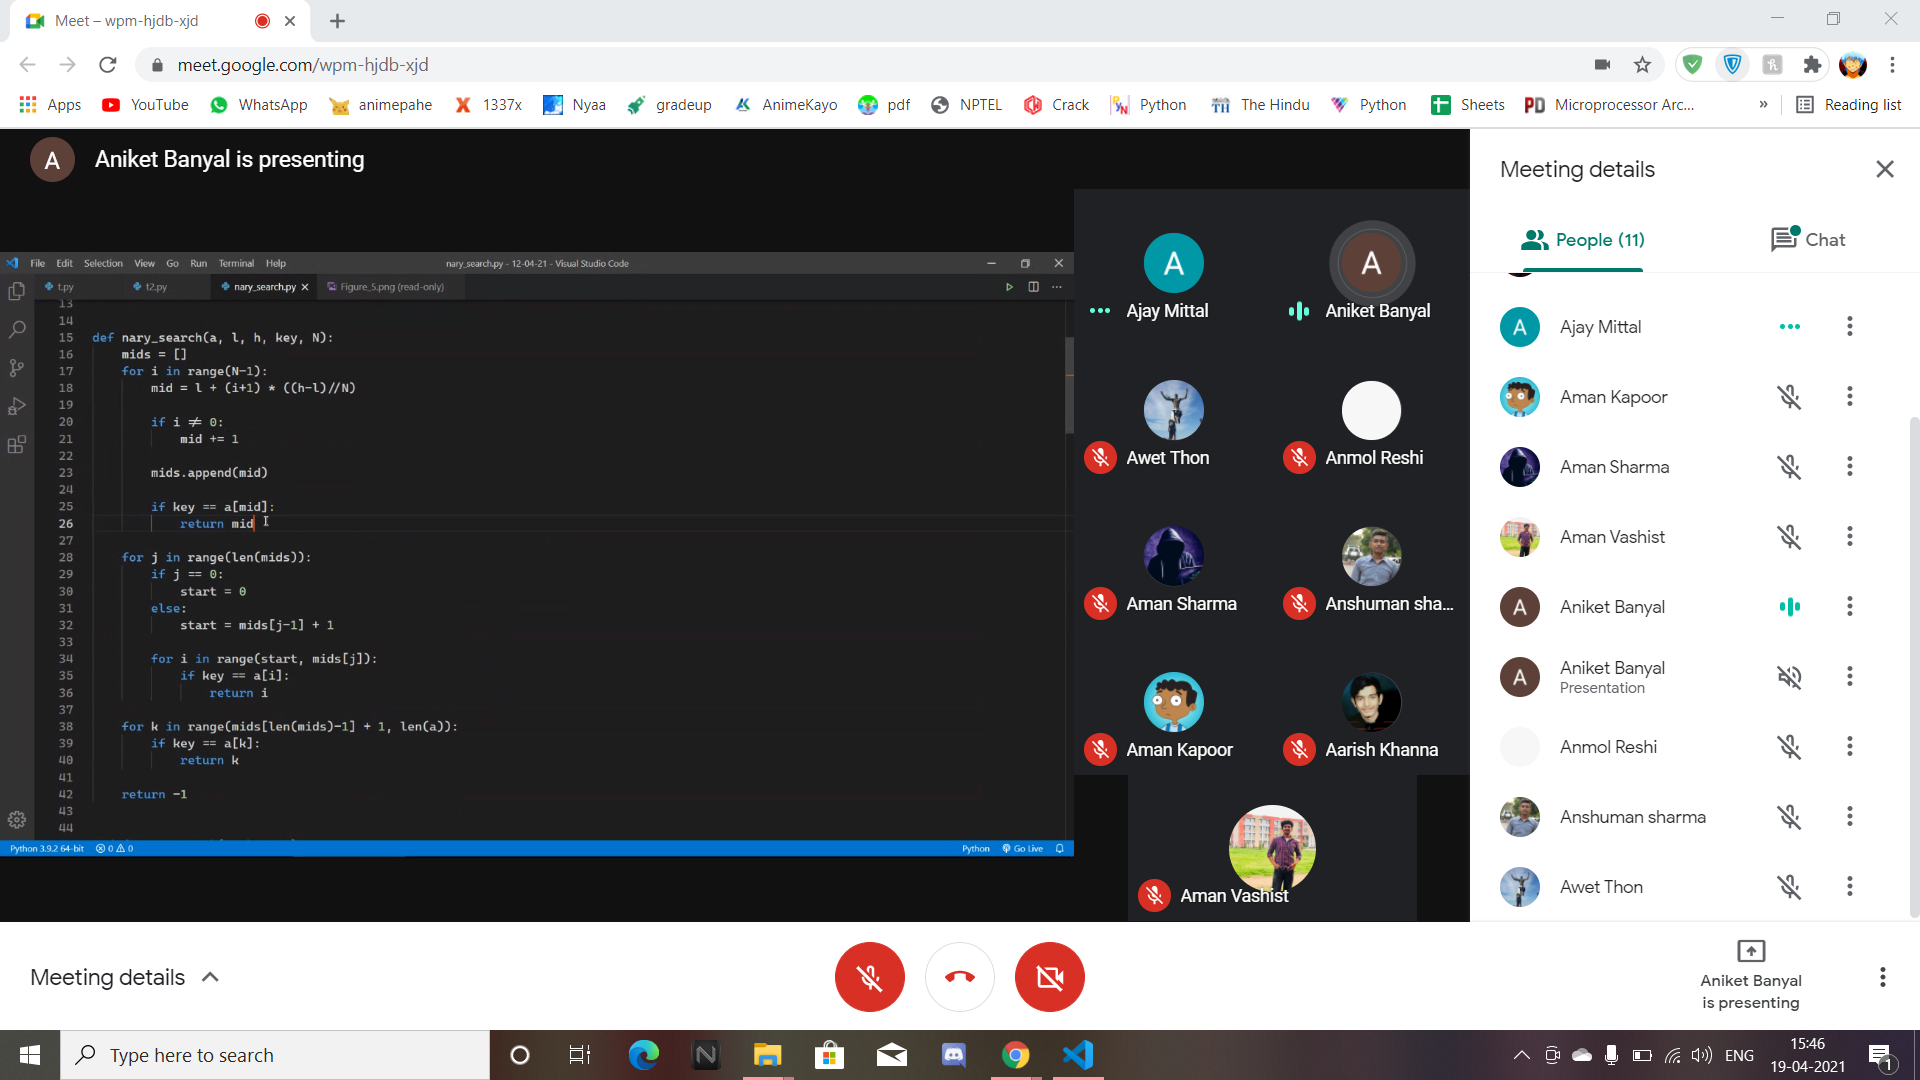 Meet – wpm-hjdb-xjd
meet.google.com/wpm-hjdb-xjd
Apps YouTube WhatsApp animepahe 1337x Nyaa gradeup AnimeKayo pdf NPTEL Crack Python The Hindu Python Sheets Microprocessor Arc... » Reading list
A Aniket Banyal is presenting
File Edit Selection View Go Run Terminal Help nary_search.py - 12-04-21 - Visual Studio Code
t.py t2.py nary_search.py Figure_5.png (read-only)
13
14
15 def nary_search(a, l, h, key, N):
16 mids = []
17 for i in range(N-1):
18 mid = l + (i+1) * ((h-l)//N)
19
20 if i ≠ 0:
21 mid += 1
22
23 mids.append(mid)
24
25 if key == a[mid]:
26 return mid
27
28 for j in range(len(mids)):
29 if j == 0:
30 start = 0
31 else:
32 start = mids[j-1] + 1
33
34 for i in range(start, mids[j]):
35 if key == a[i]:
36 return i
37
38 for k in range(mids[len(mids)-1] + 1, len(a)):
39 if key == a[k]:
40 return k
41
42 return -1
43
44
Python 3.9.2 64-bit 0 0 Python Go Live
A A
Ajay Mittal Aniket Banyal
Awet Thon Anmol Reshi
Aman Sharma Anshuman sha...
Aman Kapoor Aarish Khanna
Aman Vashist
Meeting details
People (11) Chat
A Ajay Mittal
Aman Kapoor
Aman Sharma
Aman Vashist
A Aniket Banyal
A Aniket Banyal
Presentation
Anmol Reshi
Anshuman sharma
Awet Thon
Meeting details
Aniket Banyal
is presenting
Type here to search
ENG
15:46
19-04-2021
1